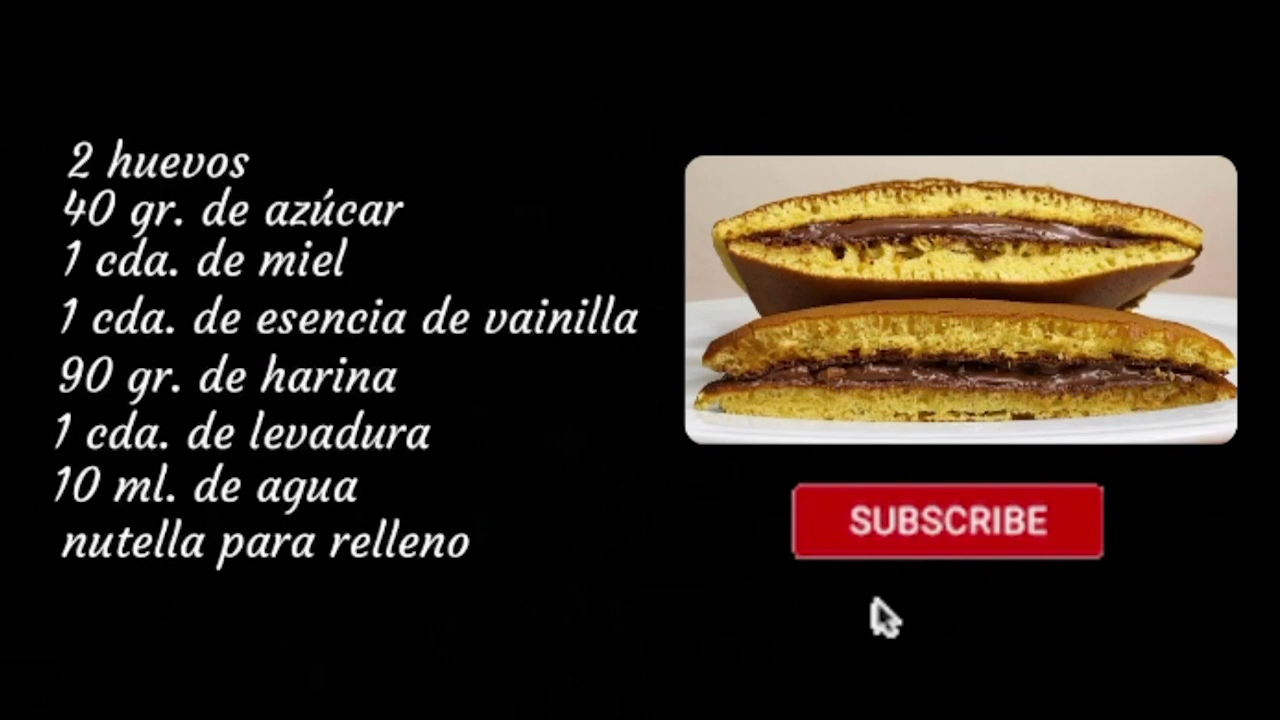 2 huevos
40 gr. de azúcar
1 cda. de miel
1 cda. de esencia de vainilla
90 gr. de harina
1 cda. de levadura
10 ml. de agua
nutella para relleno
SUBSCRIBE